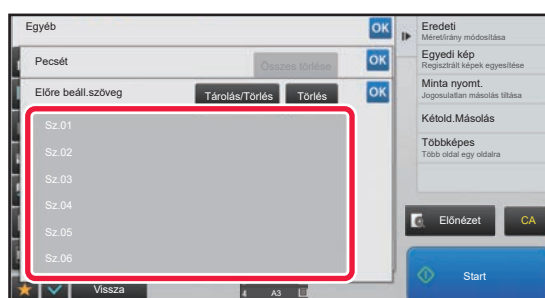 Egyéb
OK
Pecsét
Összes törlése
OK
Előre beáll.szöveg
Tárolás/Törlés
Törlés
OK
Sz.01
Sz.02
Sz.03
Sz.04
Sz.05
Sz.06
Vissza
A3
Eredeti
Méret/irány módosítása
Egyedi kép
Regisztrált képek egyesítése
Minta nyomt.
Jogosulatlan másolás tiltása
Kétold.Másolás
Többképes
Több oldal egy oldalra
Előnézet
CA
Start